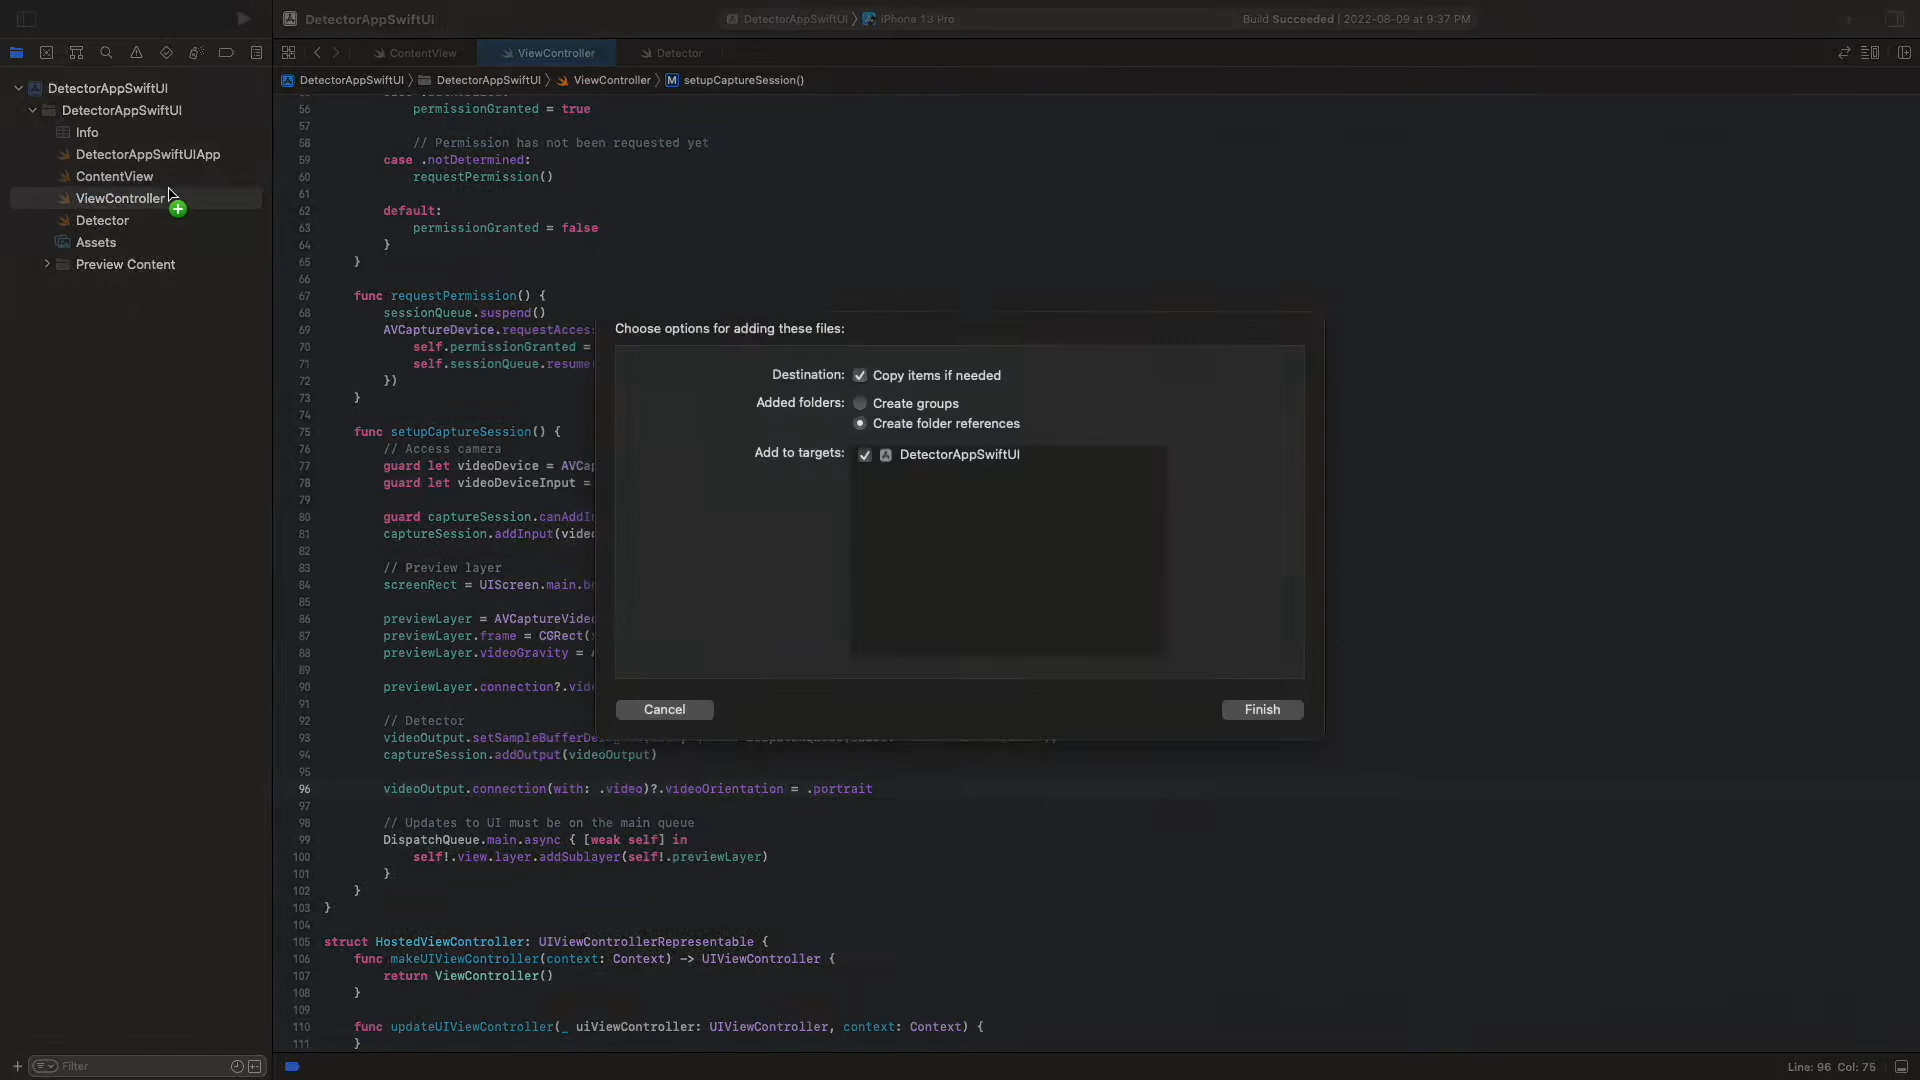 DetectorAppSwiftUI
DetectorAppSwiftUI
iPhone 13 Pro
Build Succeeded | 2022-08-09 at 9:37 PM
ContentView
ViewController
Detector
DetectorAppSwiftUI
DetectorAppSwiftUI
ViewController
M setupCaptureSession()
DetectorAppSwiftUI
DetectorAppSwiftUI
Info
DetectorAppSwiftUIApp
ContentView
ViewController
Detector
Assets
Preview Content
56 permissionGranted = true
57
58 // Permission has not been requested yet
59 case .notDetermined:
60 requestPermission()
61
62 default:
63 permissionGranted = false
64 }
65 }
66
67 func requestPermission() {
68 sessionQueue.suspend()
69 AVCaptureDevice.requestAcces
70 self.permissionGranted =
71 self.sessionQueue.resume
72 })
73 }
74
75 func setupCaptureSession() {
76 // Access camera
77 guard let videoDevice = AVCa
78 guard let videoDeviceInput =
79
80 guard captureSession.canAddI
81 captureSession.addInput(vide
82
83 // Preview layer
84 screenRect = UIScreen.main.b
85
86 previewLayer = AVCaptureVide
87 previewLayer.frame = CGRect(
88 previewLayer.videoGravity =
89
90 previewLayer.connection?.vid
91
92 // Detector
93 videoOutput.setSampleBufferDe
94 captureSession.addOutput(videoOutput)
95
96 videoOutput.connection(with: .video)?.videoOrientation = .portrait
97
98 // Updates to UI must be on the main queue
99 DispatchQueue.main.async { [weak self] in
100 self!.view.layer.addSublayer(self!.previewLayer)
101 }
102 }
103 }
104
105 struct HostedViewController: UIViewControllerRepresentable {
106 func makeUIViewController(context: Context) -> UIViewController {
107 return ViewController()
108 }
109
110 func updateUIViewController(_ uiViewController: UIViewController, context: Context) {
111 }
Choose options for adding these files:
Destination: Copy items if needed
Added folders: Create groups
Create folder references
Add to targets: DetectorAppSwiftUI
Cancel
Finish
Filter
Line: 96 Col: 75